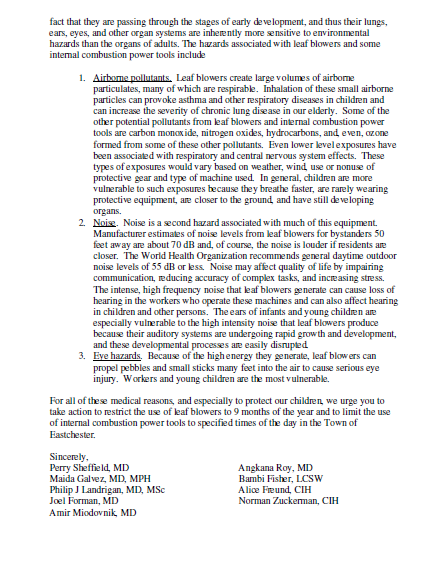 fact that they are passing through the stages of early development, and thus their lungs,
ears, eyes, and other organ systems are inherently more sensitive to environmental
hazards than the organs of adults. The hazards associated with leaf blowers and some
internal combustion power tools include
1. Airborne pollutants. Leaf blowers create large volumes of airborne
particulates, many of which are respirable. Inhalation of these small airborne
particles can provoke asthma and other respiratory diseases in children and
can increase the severity of chronic lung disease in our elderly. Some of the
other potential pollutants from leaf blowers and internal combustion power
tools are carbon monoxide, nitrogen oxides, hydrocarbons, and, even, ozone
formed from some of these other pollutants. Even lower level exposures have
been associated with respiratory and central nervous system effects. These
types of exposures would vary based on weather, wind, use or nonuse of
protective gear and type of machine used. In general, children are more
vulnerable to such exposures because they breathe faster, are rarely wearing
protective equipment, are closer to the ground, and have still developing
organs.
2. Noise. Noise is a second hazard associated with much of this equipment.
Manufacturer estimates of noise levels from leaf blowers for bystanders 50
feet away are about 70 dB and, of course, the noise is louder if residents are
closer. The World Health Organization recommends general daytime outdoor
noise levels of 55 dB or less. Noise may affect quality of life by impairing
communication, reducing accuracy of complex tasks, and increasing stress.
The intense, high frequency noise that leaf blowers generate can cause loss of
hearing in the workers who operate these machines and can also affect hearing
in children and other persons. The ears of infants and young children are
especially vulnerable to the high intensity noise that leaf blowers produce
because their auditory systems are undergoing rapid growth and development,
and these developmental processes are easily disrupted.
3. Eye hazards. Because of the high energy they generate, leaf blowers can
propel pebbles and small sticks many feet into the air to cause serious eye
injury. Workers and young children are the most vulnerable.
For all of these medical reasons, and especially to protect our children, we urge you to
take action to restrict the use of leaf blowers to 9 months of the year and to limit the use
of internal combustion power tools to specified times of the day in the Town of
Eastchester.
Sincerely,
Perry Sheffield, MD Angkana Roy, MD
Maida Galvez, MD, MPH Bambi Fisher, LCSW
Philip J Landrigan, MD, MSc Alice Freund, CIH
Joel Forman, MD Norman Zuckerman, CIH
Amir Miodovnik, MD